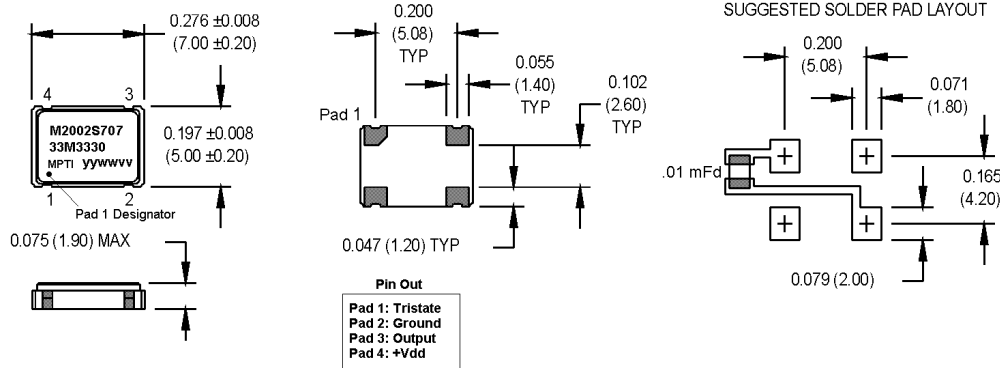 0.276 ±0.008
(7.00 ±0.20)
4 3
M2002S707
33M3330
MPTI yywwvv
1 2
Pad 1 Designator
0.197 ±0.008
(5.00 ±0.20)
0.075 (1.90) MAX
0.200
(5.08)
TYP
0.055
(1.40)
TYP
0.102
(2.60)
TYP
Pad 1
0.047 (1.20) TYP
Pin Out
Pad 1: Tristate
Pad 2: Ground
Pad 3: Output
Pad 4: +Vdd
SUGGESTED SOLDER PAD LAYOUT
0.200
(5.08)
0.071
(1.80)
.01 mFd
0.165
(4.20)
0.079 (2.00)